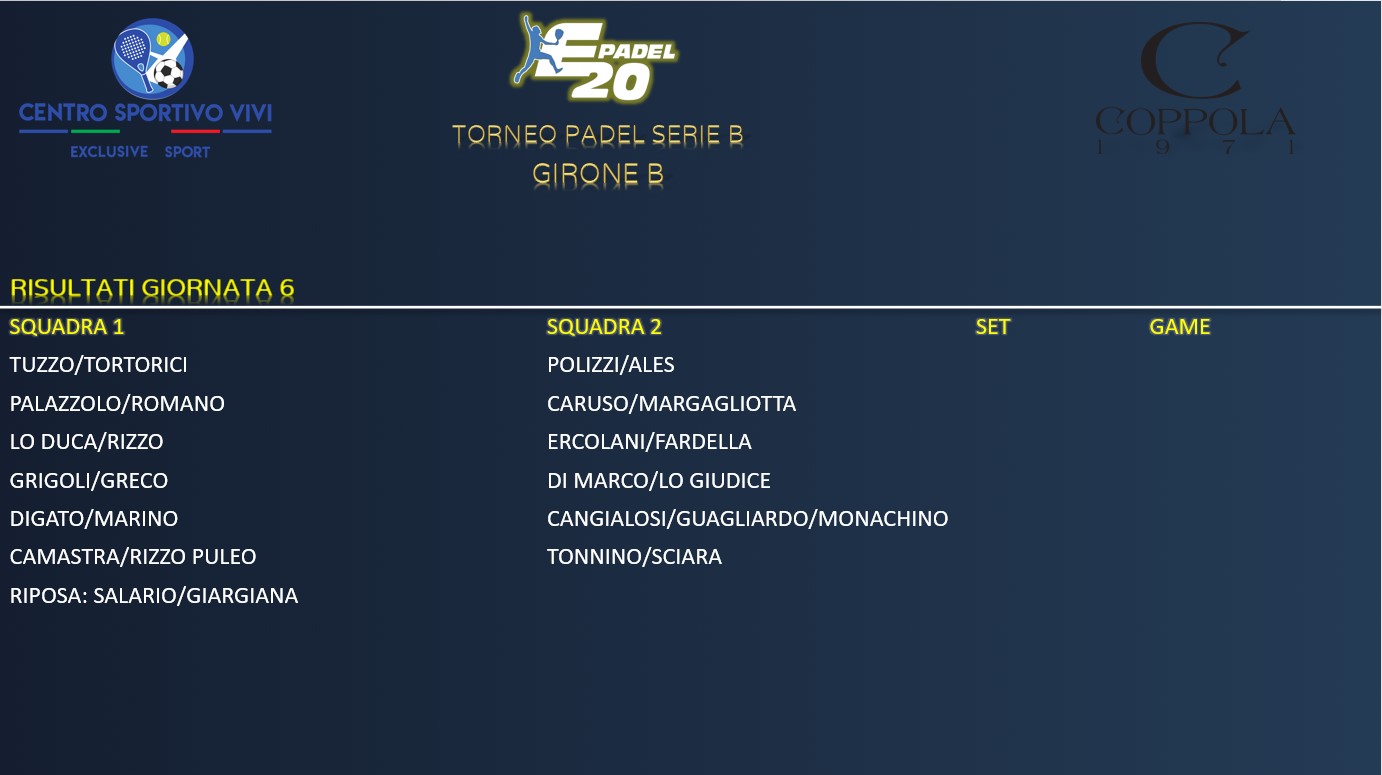 CENTRO SPORTIVO VIVI
EXCLUSIVE SPORT
E PADEL
20
TORNEO PADEL SERIE B
GIRONE B
C
COPPOLA
1 9 7 1
RISULTATI GIORNATA 6
SQUADRA 1 SQUADRA 2 SET GAME
TUZZO/TORTORICI POLIZZI/ALES
PALAZZOLO/ROMANO CARUSO/MARGAGLIOTTA
LO DUCA/RIZZO ERCOLANI/FARDELLA
GRIGOLI/GRECO DI MARCO/LO GIUDICE
DIGATO/MARINO CANGIALOSI/GUAGLIARDO/MONACHINO
CAMASTRA/RIZZO PULEO TONNINO/SCIARA
RIPOSA: SALARIO/GIARGIANA